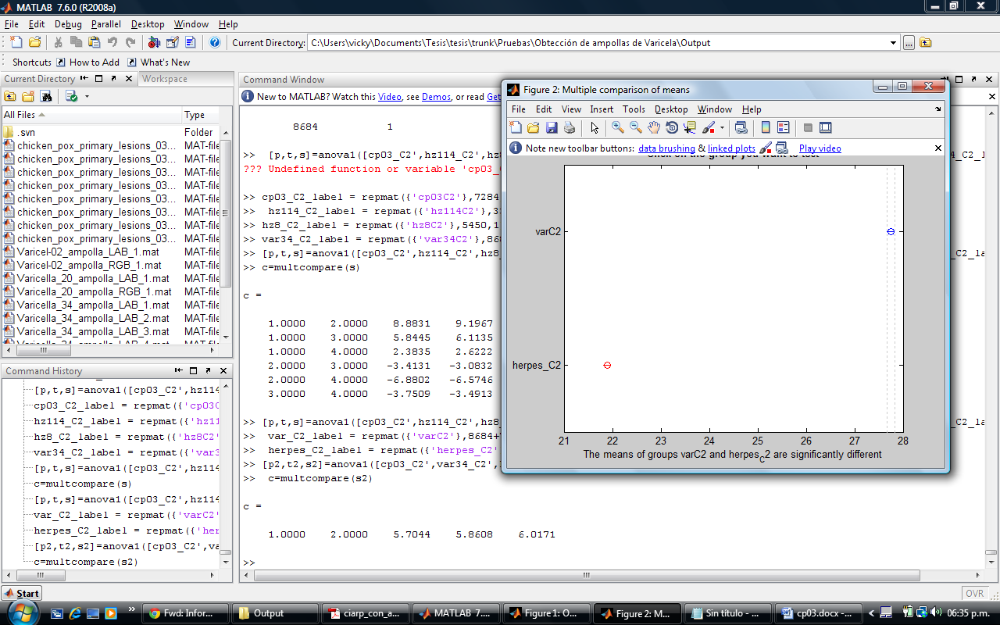 MATLAB 7.6.0 (R2008a)
File Edit Debug Parallel Desktop Window Help
Current Directory: C:\Users\vicky\Documents\Tesis\tesis\trunk\Pruebas\Obtección de ampollas de Varicela\Output
Shortcuts How to Add What's New
Current Directory Workspace
All Files Type
.svn Folder
chicken_pox_primary_lesions_03... MAT-file
chicken_pox_primary_lesions_03... MAT-file
chicken_pox_primary_lesions_03... MAT-file
chicken_pox_primary_lesions_03... MAT-file
chicken_pox_primary_lesions_03... MAT-file
chicken_pox_primary_lesions_03... MAT-file
chicken_pox_primary_lesions_03... MAT-file
chicken_pox_primary_lesions_03... MAT-file
Varicel-02_ampolla_LAB_1.mat MAT-file
Varicel-02_ampolla_RGB_1.mat MAT-file
Varicella_20_ampolla_LAB_1.mat MAT-file
Varicella_20_ampolla_RGB_1.mat MAT-file
Varicella_34_ampolla_LAB_1.mat MAT-file
Varicella_34_ampolla_LAB_2.mat MAT-file
Varicella_34_ampolla_LAB_3.mat MAT-file
Varicella_34_ampolla_LAB_4.mat MAT-file
Command History
[p,t,s]=anova1([cp03_C2',hz114
cp03_C2_label = repmat({'cp03C
hz114_C2_label = repmat({'hz11
hz8_C2_label = repmat({'hz8C2'
var34_C2_label = repmat({'var3
[p,t,s]=anova1([cp03_C2',hz114
c=multcompare(s)
[p,t,s]=anova1([cp03_C2',hz114
var_C2_label = repmat({'varC2'
herpes_C2_label = repmat({'her
[p2,t2,s2]=anova1([cp03_C2',va
c=multcompare(s2)
Command Window
New to MATLAB? Watch this Video, see Demos, or read Get
8684 1
>> [p,t,s]=anova1([cp03_C2',hz114_C2',hz
??? Undefined function or variable 'cp03_
>> cp03_C2_label = repmat({'cp03C2'},7284
>> hz114_C2_label = repmat({'hz114C2'},3
>> hz8_C2_label = repmat({'hz8C2'},5450,1
>> var34_C2_label = repmat({'var34C2'},86
>> [p,t,s]=anova1([cp03_C2',hz114_C2',hz8
>> c=multcompare(s)
c =
1.0000 2.0000 8.8831 9.1967
1.0000 3.0000 5.8445 6.1135
1.0000 4.0000 2.3835 2.6222
2.0000 3.0000 -3.4131 -3.0832
2.0000 4.0000 -6.8802 -6.5746
3.0000 4.0000 -3.7509 -3.4913
>> [p,t,s]=anova1([cp03_C2',hz114_C2',hz8
>> var_C2_label = repmat({'varC2'},8684+
>> herpes_C2_label = repmat({'herpes_C2'
>> [p2,t2,s2]=anova1([cp03_C2',var34_C2',
>> c=multcompare(s2)
c =
1.0000 2.0000 5.7044 5.8608 6.0171
>>
Figure 2: Multiple comparison of means
File Edit View Insert Tools Desktop Window Help
Note new toolbar buttons: data brushing & linked plots Play video
Click on the group you want to test
varC2
herpes_C2
21 22 23 24 25 26 27 28
The means of groups varC2 and herpesC2 are significantly different
Start OVR
Fwd: Infor... Output ciarp_con_a... MATLAB 7.... Figure 1: O... Figure 2: M... Sin título - ... cp03.docx -... 06:35 p.m.